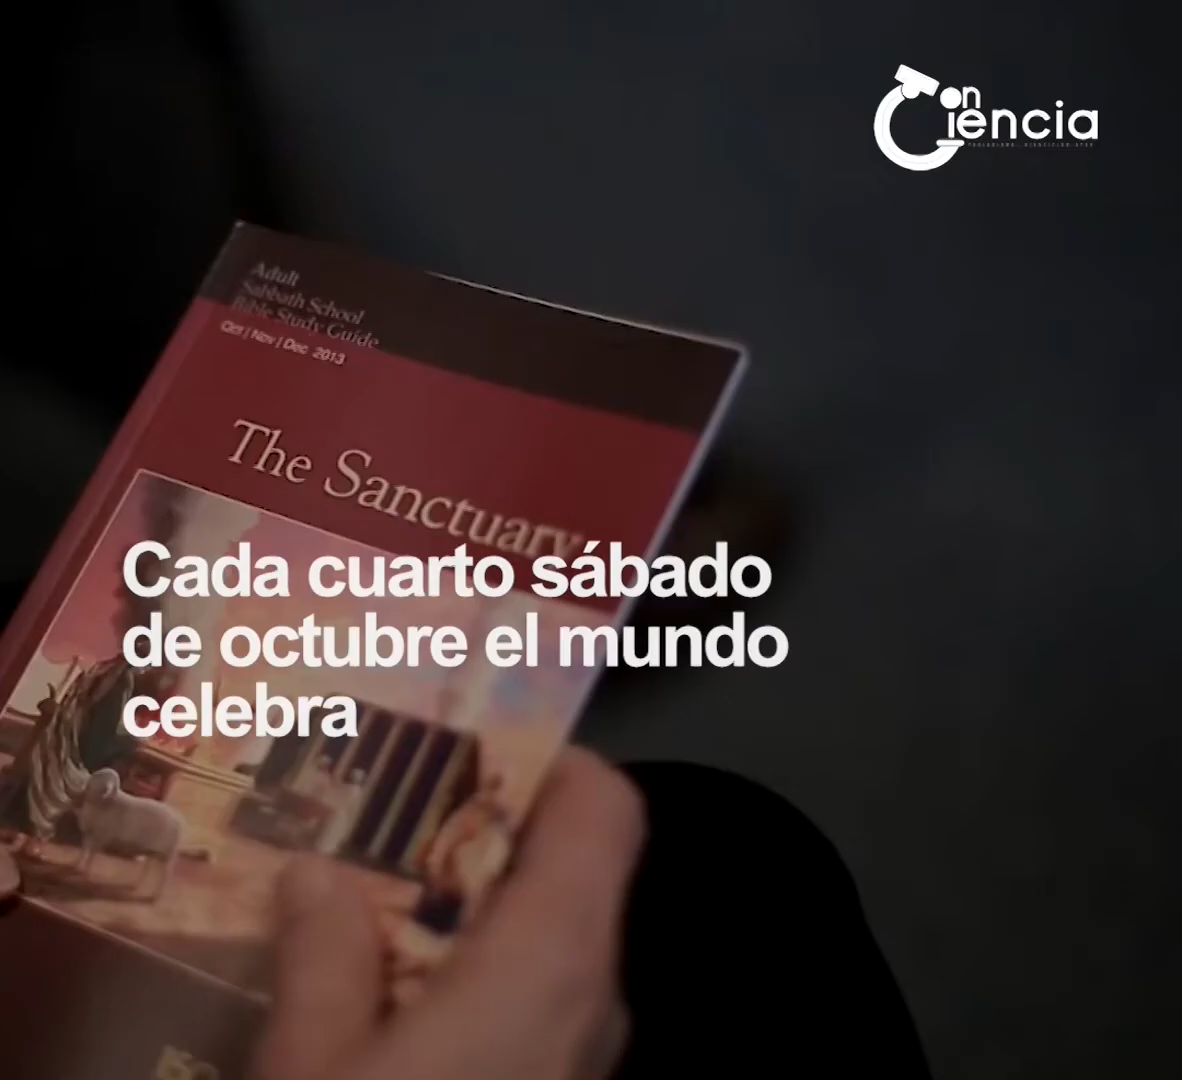 on
iencia
Adult
Sabbath School
Bible Study Guide
Oct | Nov | Dec 2013
The Sanctuary
Cada cuarto sábado
de octubre el mundo
celebra